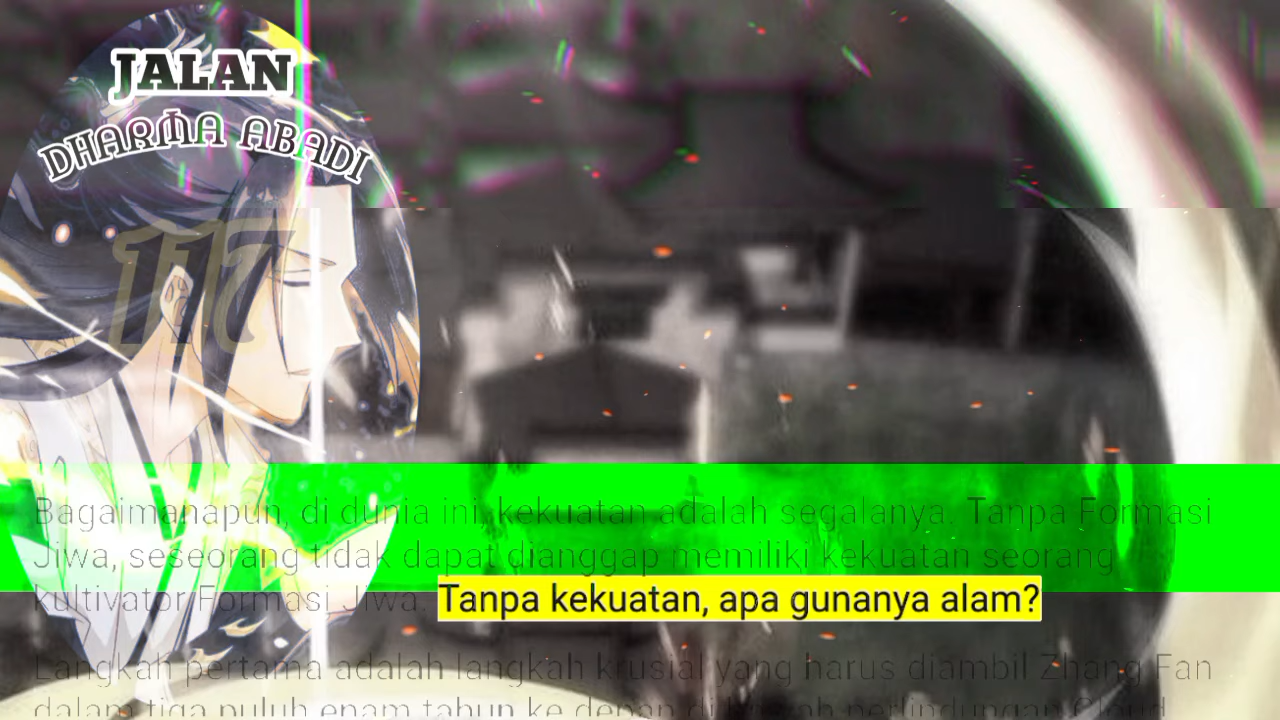 JALAN
DHARMA ABADI
117
Bagaimanapun, di dunia ini, kekuatan adalah segalanya. Tanpa Formasi
Jiwa, seseorang tidak dapat dianggap memiliki kekuatan seorang
kultivator Formasi Jiwa. Tanpa kekuatan, apa gunanya alam?
Langkah pertama adalah langkah krusial yang harus diambil Zhang Fan
dalam tiga puluh enam tahun ke depan di bawah perlindungan Cloud